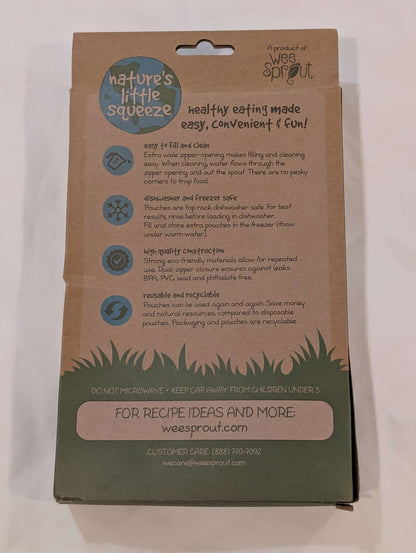 nature's
little
squeeze
A product of
wee
sprout
healthy eating made
easy, convenient & fun!
easy to fill and clean
Extra wide zipper-opening makes filling and cleaning
easy. When cleaning, water flows through the
zipper opening and out the spout. There are no pesky
corners to trap food.
dishwasher and freezer safe
Pouches are top rack dishwasher safe. For best
results, rinse before loading in dishwasher.
Fill and store extra pouches in the freezer (thaw
under warm water).
high quality construction
Strong, eco-friendly materials allow for repeated
use. Dual-zipper closure ensures against leaks.
BPA, PVC, lead and phthalate free.
reusable and recyclable
Pouches can be used again and again. Save money
and natural resources, compared to disposable
pouches. Packaging and pouches are recyclable.
DO NOT MICROWAVE • KEEP CAP AWAY FROM CHILDREN UNDER 3
FOR RECIPE IDEAS AND MORE:
weesprout.com
CUSTOMER CARE: (888) 770-7092
wecare@weesprout.com